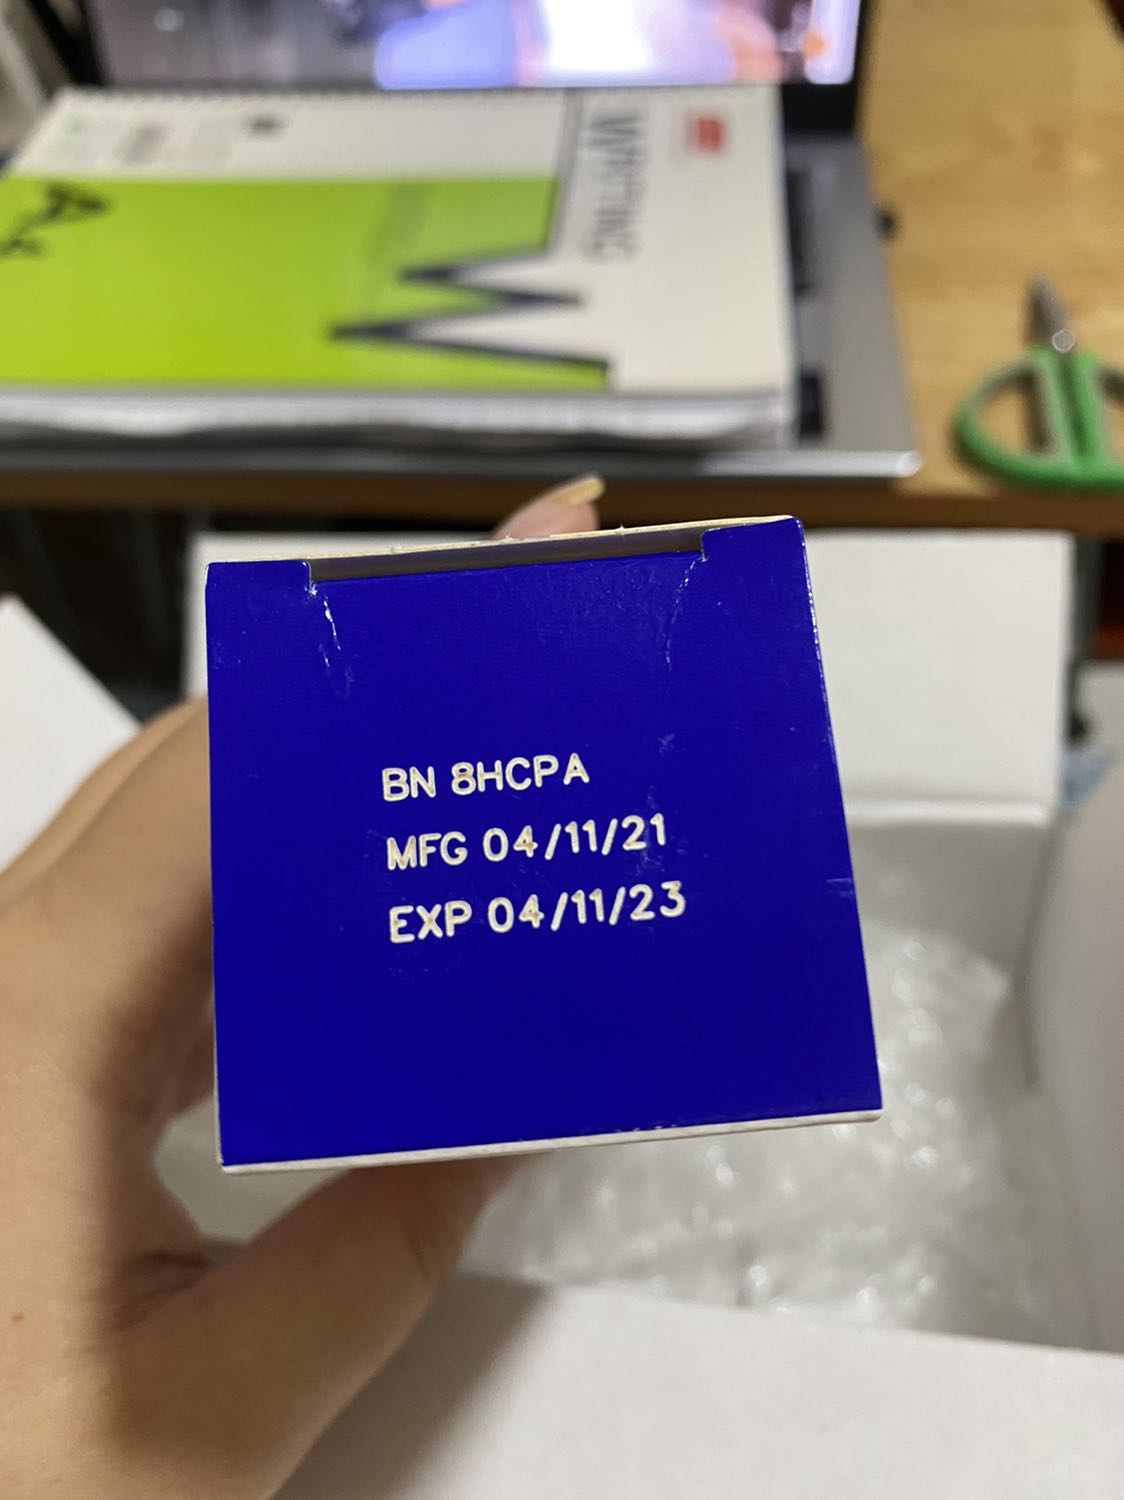 BN 8HCPA
MFG 04/11/21
EXP 04/11/23